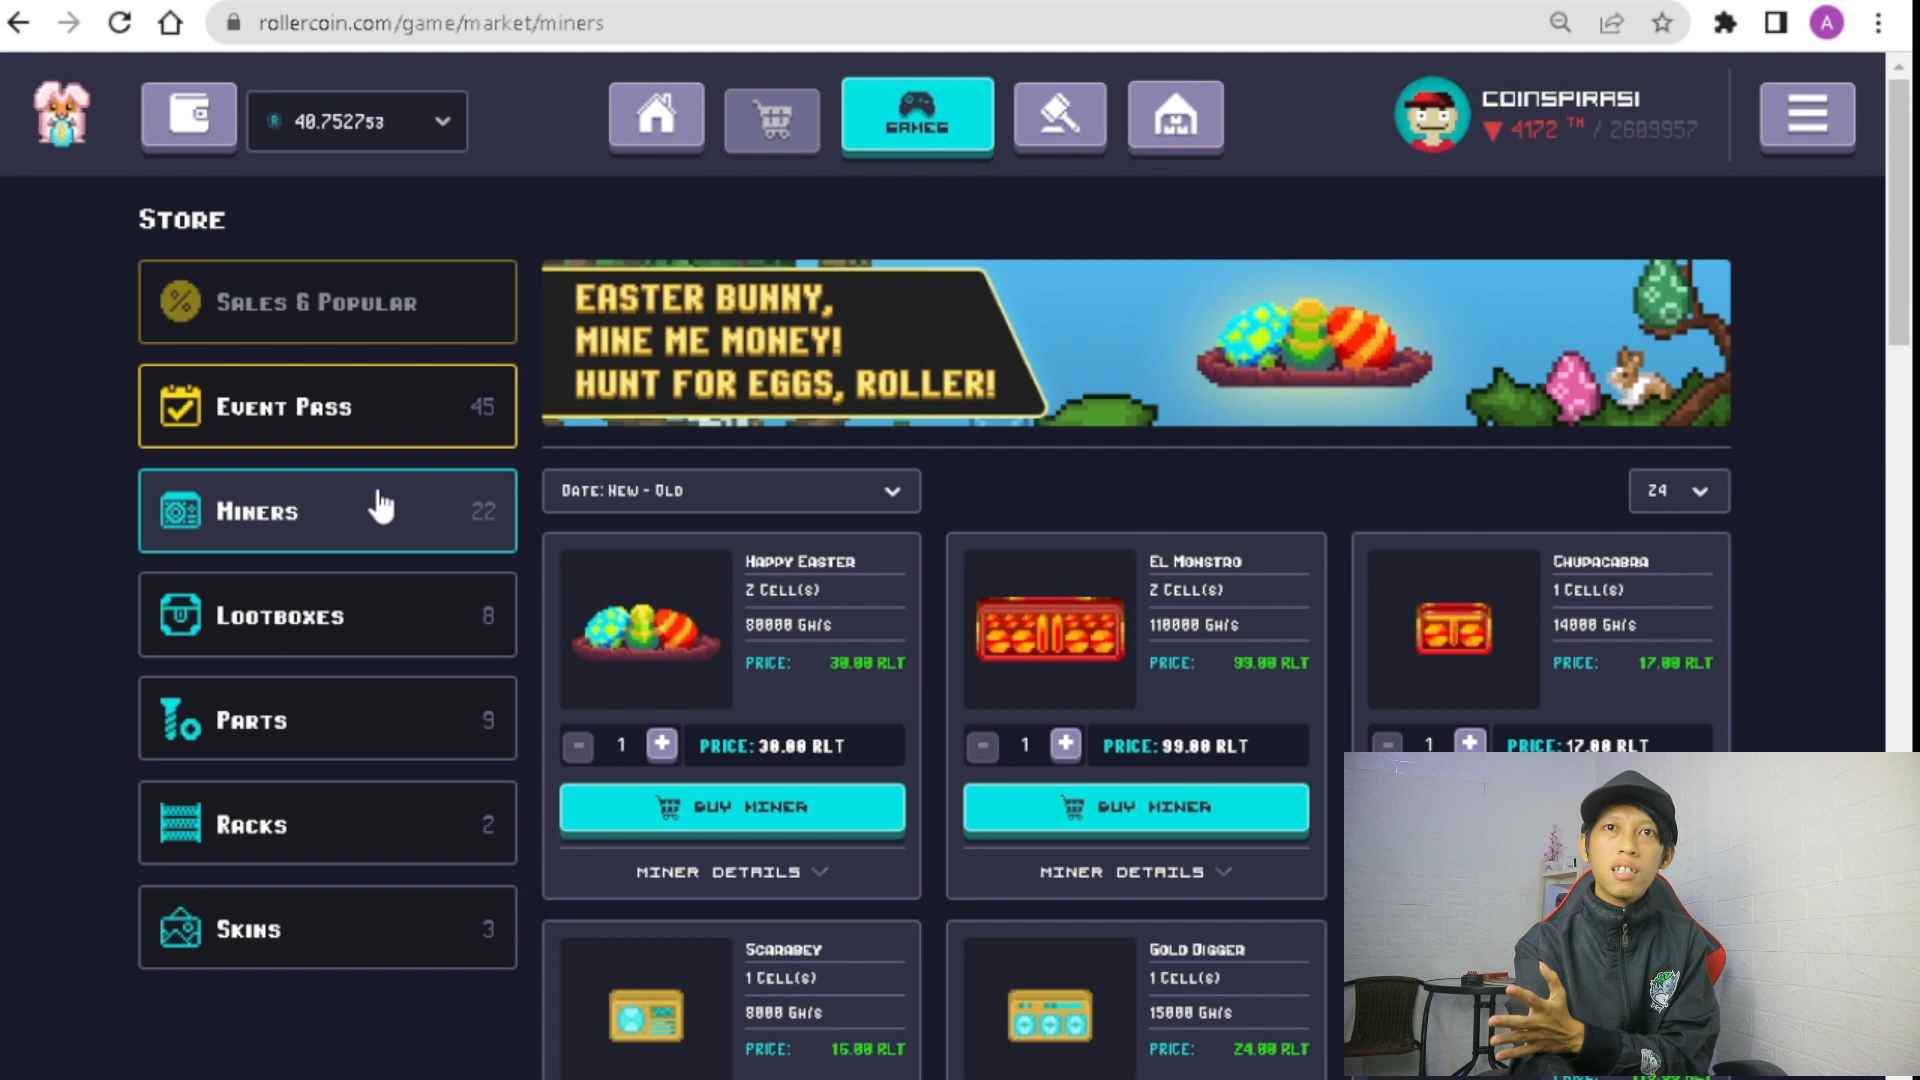 rollercoin.com/game/market/miners
A
40.752753
GAMES
COINSPIRASI
4172 TH / 2609957
STORE
SALES & POPULAR
EVENT PASS 45
MINERS 22
LOOTBOXES 8
PARTS 9
RACKS 2
SKINS 3
EASTER BUNNY,
MINE ME MONEY!
HUNT FOR EGGS, ROLLER!
DATE: NEW - OLD
24
HAPPY EASTER
2 CELL(S)
80000 GH/S
PRICE: 30.00 RLT
1
PRICE: 30.00 RLT
BUY MINER
MINER DETAILS
EL MONSTRO
2 CELL(S)
110000 GH/S
PRICE: 99.00 RLT
1
PRICE: 99.00 RLT
BUY MINER
MINER DETAILS
CHUPACABRA
1 CELL(S)
14000 GH/S
PRICE: 17.00 RLT
1
PRICE: 17.00 RLT
SCARABEY
1 CELL(S)
8000 GH/S
PRICE: 16.00 RLT
GOLD DIGGER
1 CELL(S)
15000 GH/S
PRICE: 24.00 RLT